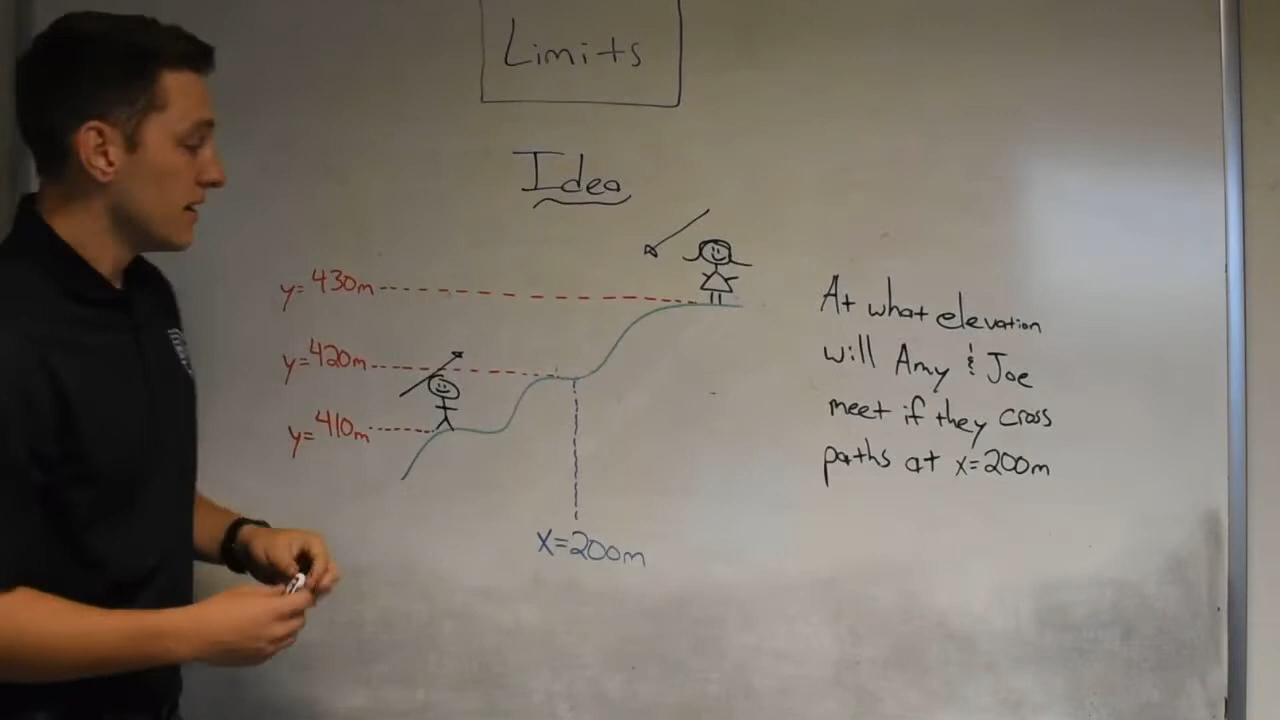 Limits
Idea
y=430m
y=420m
y=410m
x=200m
At what elevation
will Amy & Joe
meet if they cross
paths at x=200m